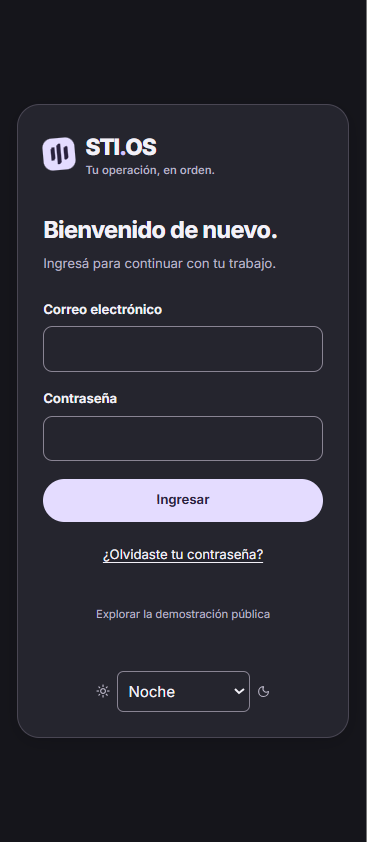 STI.OS
Tu operación, en orden.
Bienvenido de nuevo.
Ingresá para continuar con tu trabajo.
Correo electrónico
Contraseña
Ingresar
¿Olvidaste tu contraseña?
Explorar la demostración pública
Noche